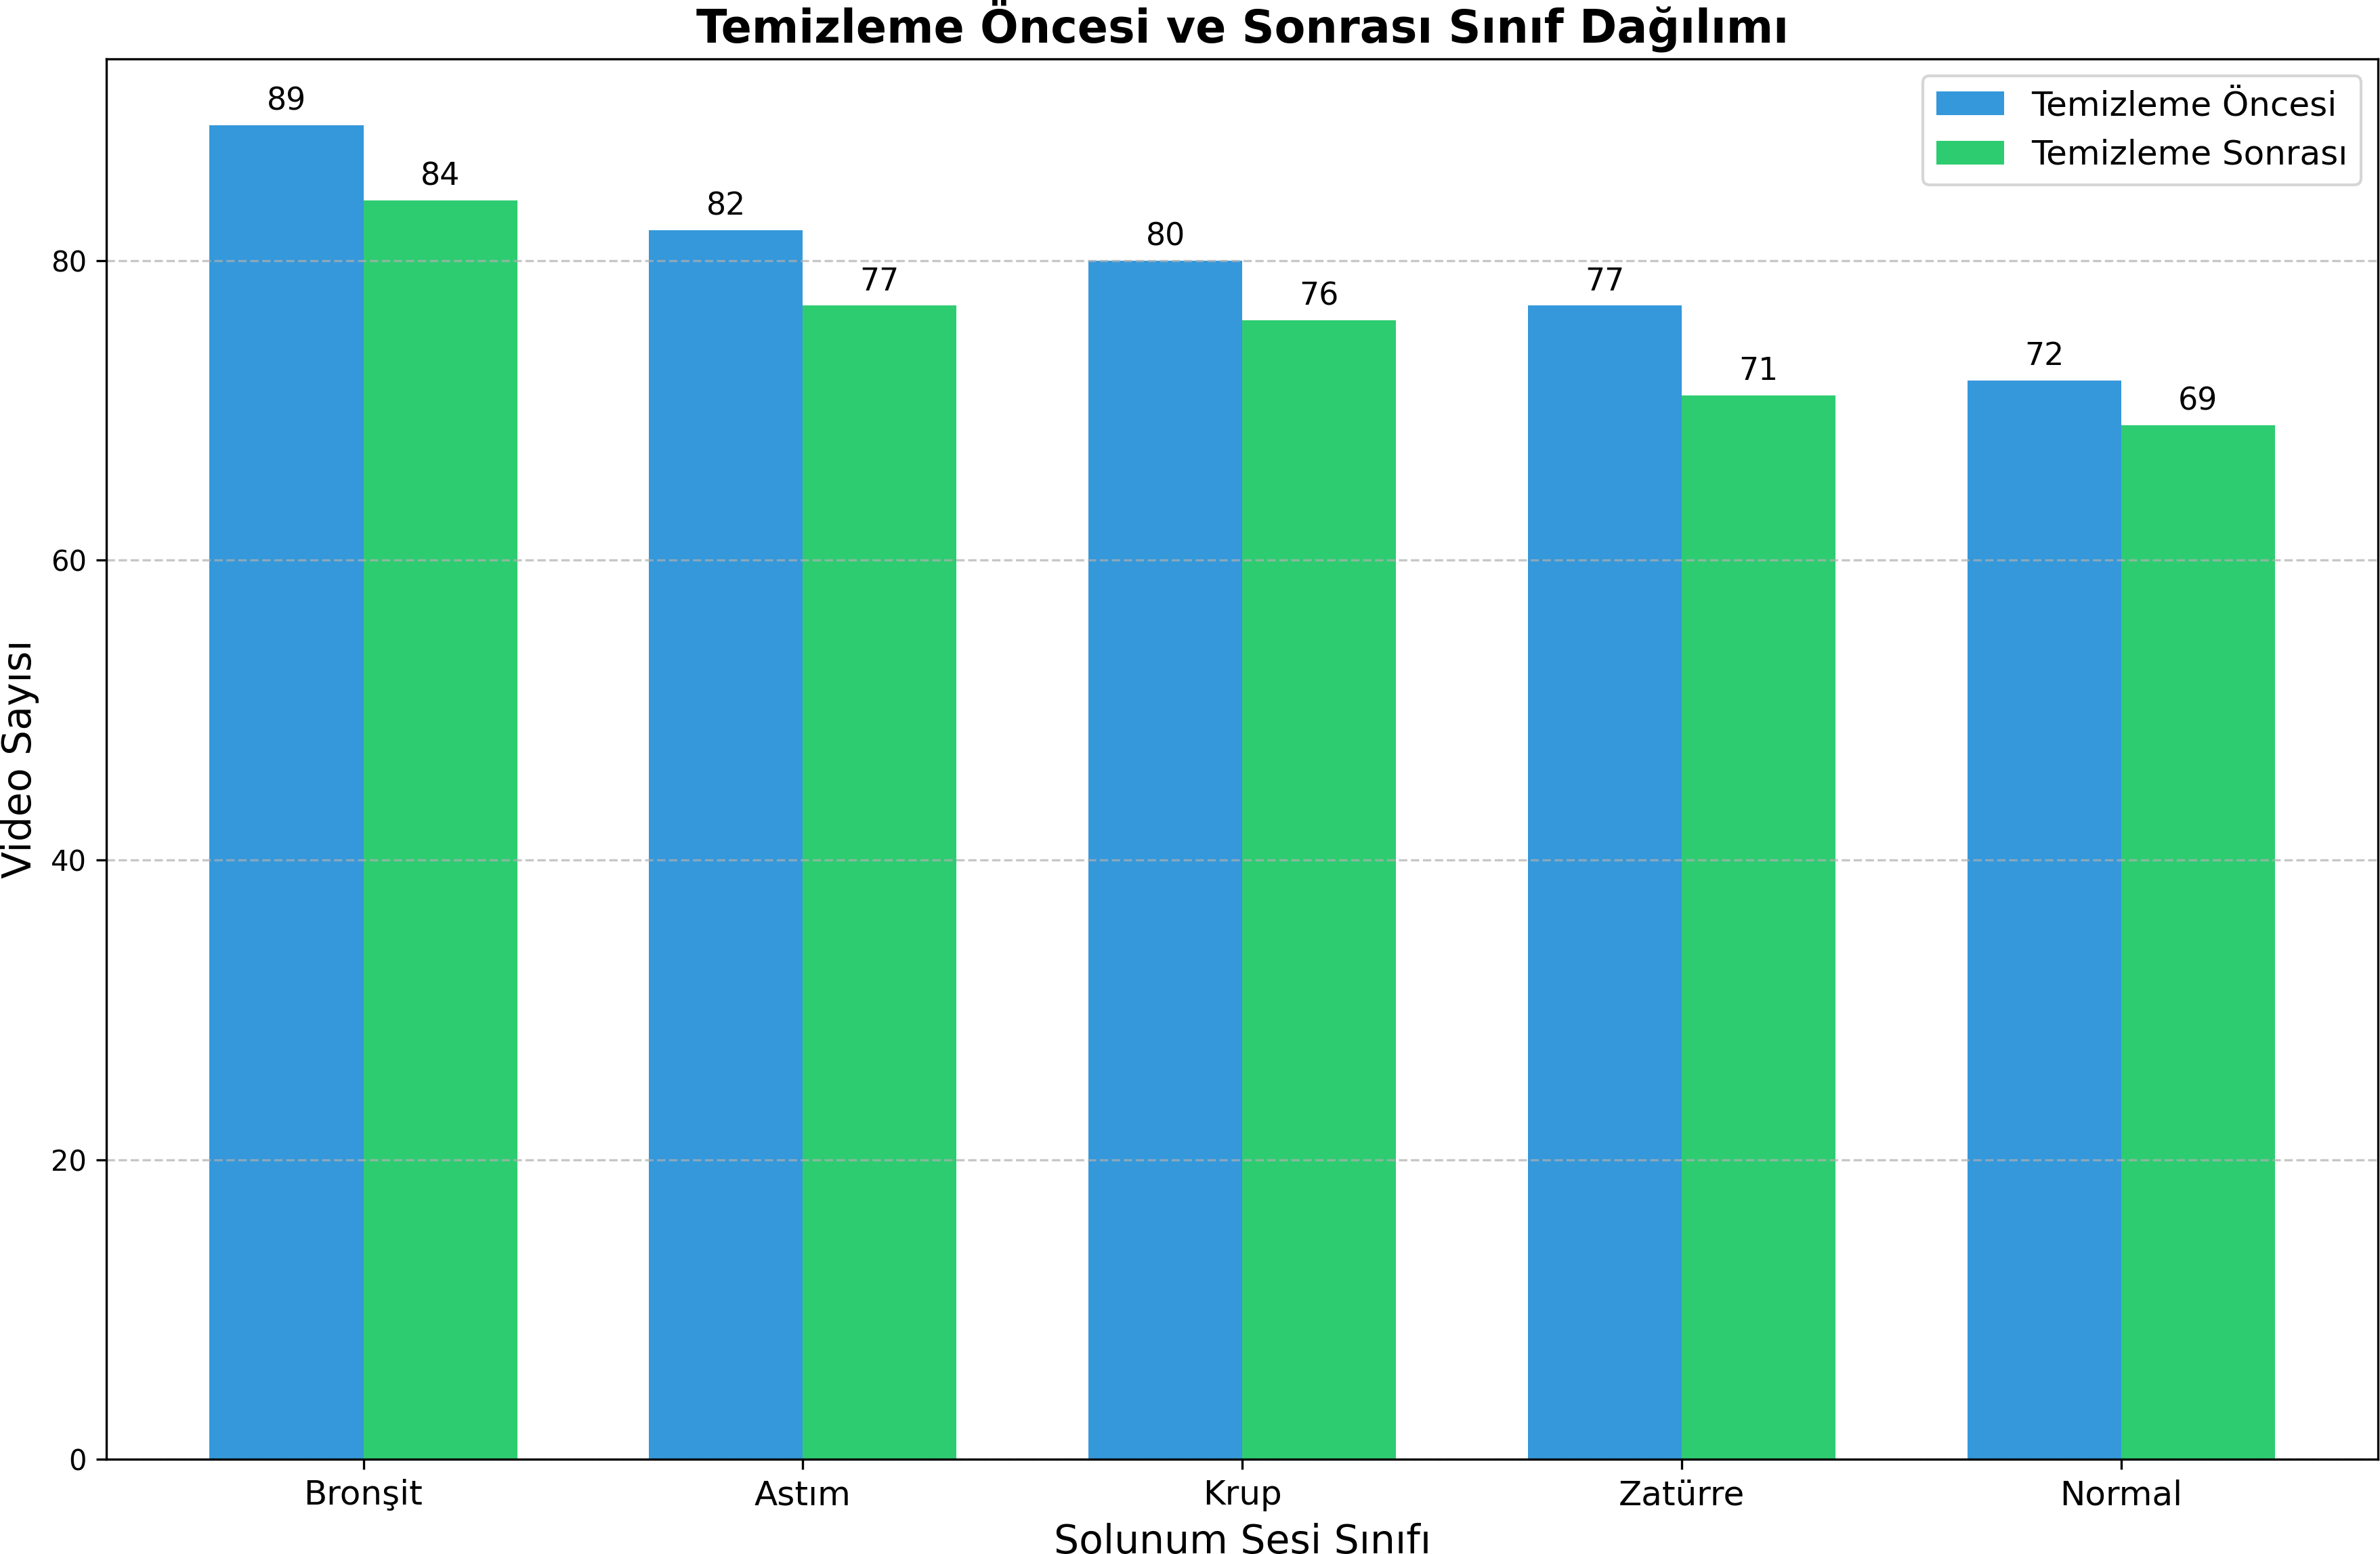 Temizleme Öncesi ve Sonrası Sınıf Dağılımı
Temizleme Öncesi
Temizleme Sonrası
89
84
82
77
80
76
77
71
72
69
80
60
40
20
0
Video Sayısı
Bronşit
Astım
Krup
Zatürre
Normal
Solunum Sesi Sınıfı